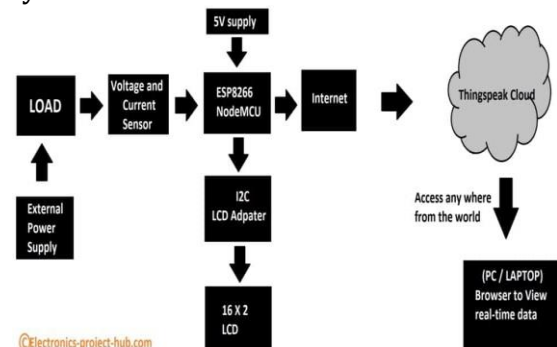 5V supply
LOAD
Voltage and
Current
Sensor
ESP8266
NodeMCU
Internet
Thingspeak Cloud
External
Power
Supply
I2C
LCD Adpater
Access any where
from the world
16 X 2
LCD
(PC / LAPTOP)
Browser to View
real-time data
©Electronics-project-hub.com